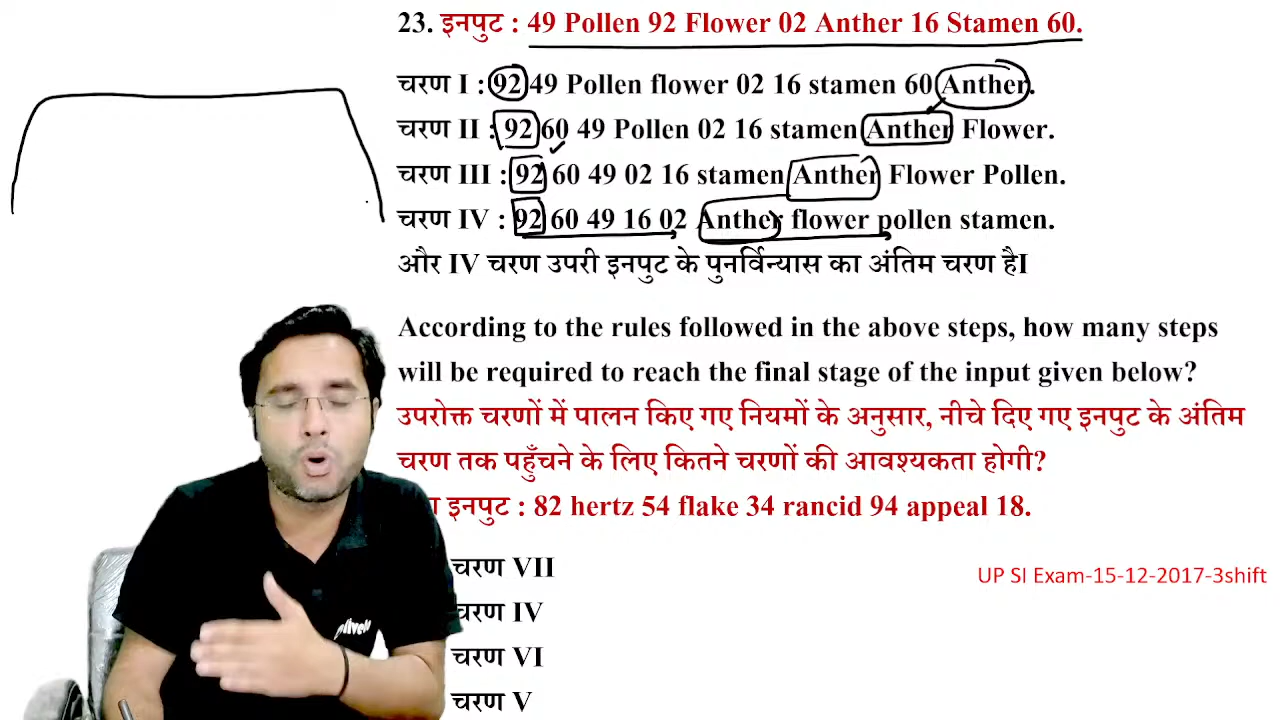 23. इनपुट : 49 Pollen 92 Flower 02 Anther 16 Stamen 60.
चरण I : 92 49 Pollen flower 02 16 stamen 60 Anther.
चरण II : 92 60 49 Pollen 02 16 stamen Anther Flower.
चरण III : 92 60 49 02 16 stamen Anther Flower Pollen.
चरण IV : 92 60 49 16 02 Anther flower pollen stamen.
और IV चरण उपरी इनपुट के पुनर्विन्यास का अंतिम चरण हैI
According to the rules followed in the above steps, how many steps
will be required to reach the final stage of the input given below?
उपरोक्त चरणों में पालन किए गए नियमों के अनुसार, नीचे दिए गए इनपुट के अंतिम
चरण तक पहुँचने के लिए कितने चरणों की आवश्यकता होगी?
इनपुट : 82 hertz 54 flake 34 rancid 94 appeal 18.
चरण VII
UP SI Exam-15-12-2017-3shift
चरण IV
चरण VI
चरण V